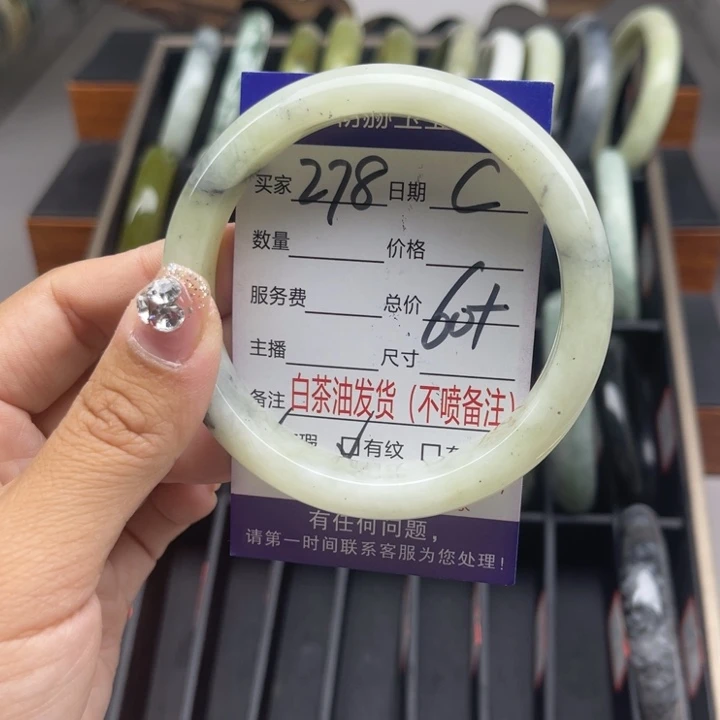 买家 278 日期 C
数量 价格
服务费 总价 60+
主播 尺寸
备注 白茶油发货（不喷备注）
瑕 ☑有纹 □
有任何问题，
请第一时间联系客服为您处理！